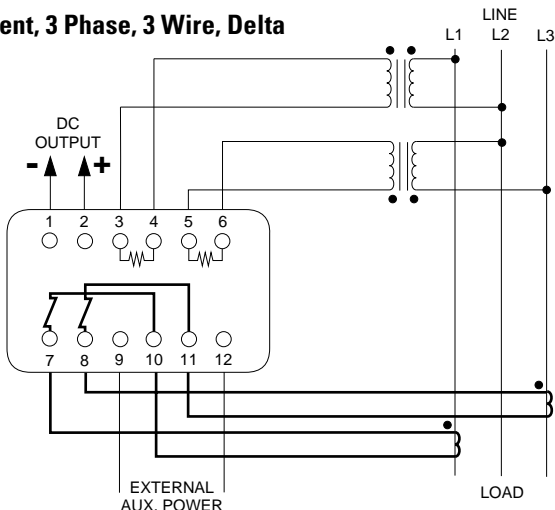 ent, 3 Phase, 3 Wire, Delta
LINE
L1 L2 L3
DC
OUTPUT
- +
1 2 3 4 5 6
7 8 9 10 11 12
EXTERNAL
AUX. POWER
LOAD